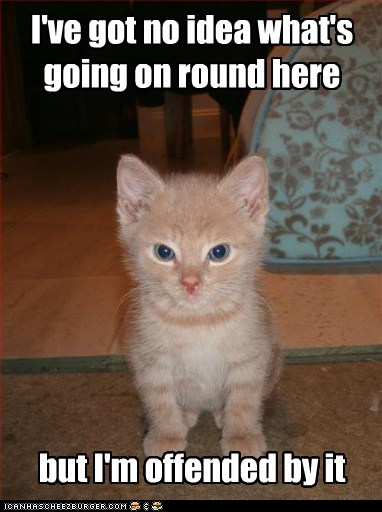 I've got no idea what's
going on round here
but I'm offended by it
ICANHASCHEEZBURGER.COM